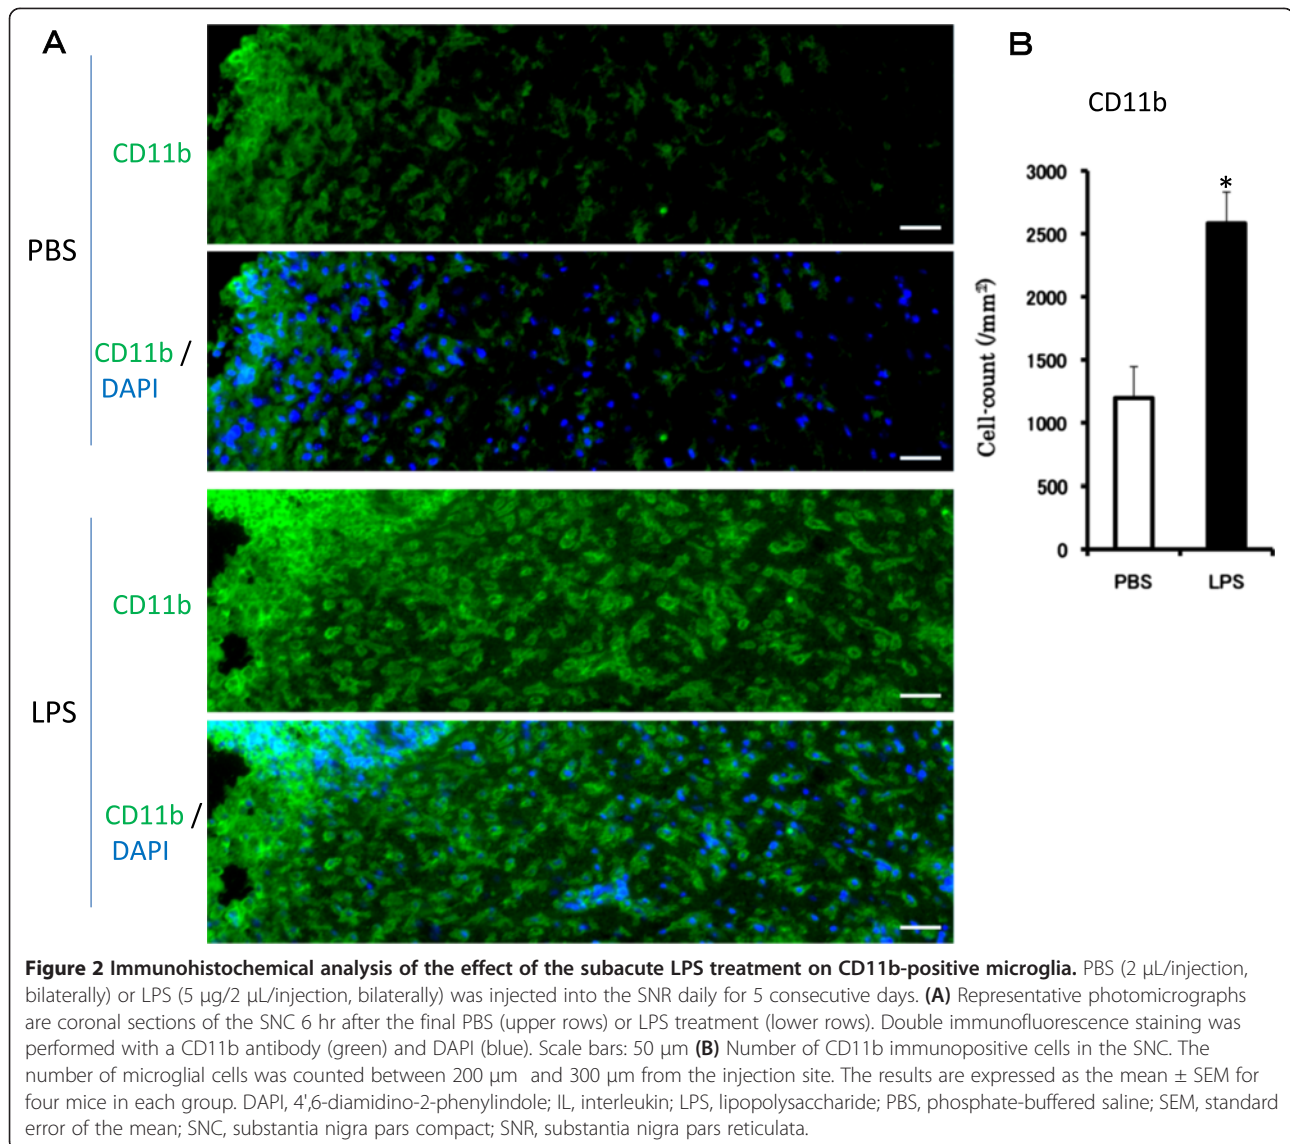 A
PBS
CD11b
CD11b /
DAPI
LPS
CD11b
CD11b /
DAPI
B
CD11b
Cell-count (/mm²)
3000
2500
2000
1500
1000
500
0
*
PBS
LPS
Figure 2 Immunohistochemical analysis of the effect of the subacute LPS treatment on CD11b-positive microglia. PBS (2 μL/injection,
bilaterally) or LPS (5 μg/2 μL/injection, bilaterally) was injected into the SNR daily for 5 consecutive days. (A) Representative photomicrographs
are coronal sections of the SNC 6 hr after the final PBS (upper rows) or LPS treatment (lower rows). Double immunofluorescence staining was
performed with a CD11b antibody (green) and DAPI (blue). Scale bars: 50 μm (B) Number of CD11b immunopositive cells in the SNC. The
number of microglial cells was counted between 200 μm and 300 μm from the injection site. The results are expressed as the mean ± SEM for
four mice in each group. DAPI, 4',6-diamidino-2-phenylindole; IL, interleukin; LPS, lipopolysaccharide; PBS, phosphate-buffered saline; SEM, standard
error of the mean; SNC, substantia nigra pars compact; SNR, substantia nigra pars reticulata.